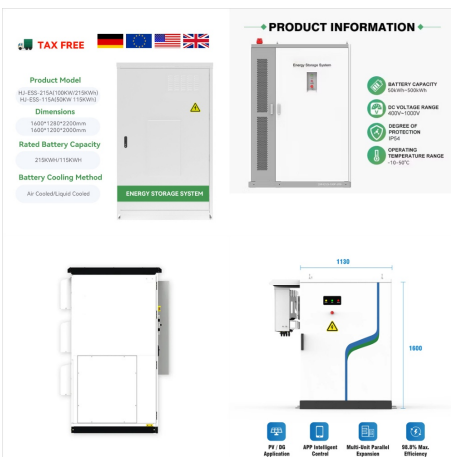 TAX FREE
Product Model
HJ-ESS-215A(100KW/215KWH)
HJ-ESS-115A(50KW 115KWh)
Dimensions
1600*1280*2200mm
1600*1200*2000mm
Rated Battery Capacity
215KWH/115KWH
Battery Cooling Method
Air Cooled/Liquid Cooled
ENERGY STORAGE SYSTEM
PRODUCT INFORMATION
Energy Storage System
BATTERY CAPACITY
50kWh~500kWh
DC VOLTAGE RANGE
400V~1000V
DEGREE OF
PROTECTION
IP54
OPERATING
TEMPERATURE RANGE
-10-50℃
1130
1800
PV / DG
Application
APP Intelligent
Control
Multi-Unit Parallel
Expansion
98.8% Max.
Efficiency